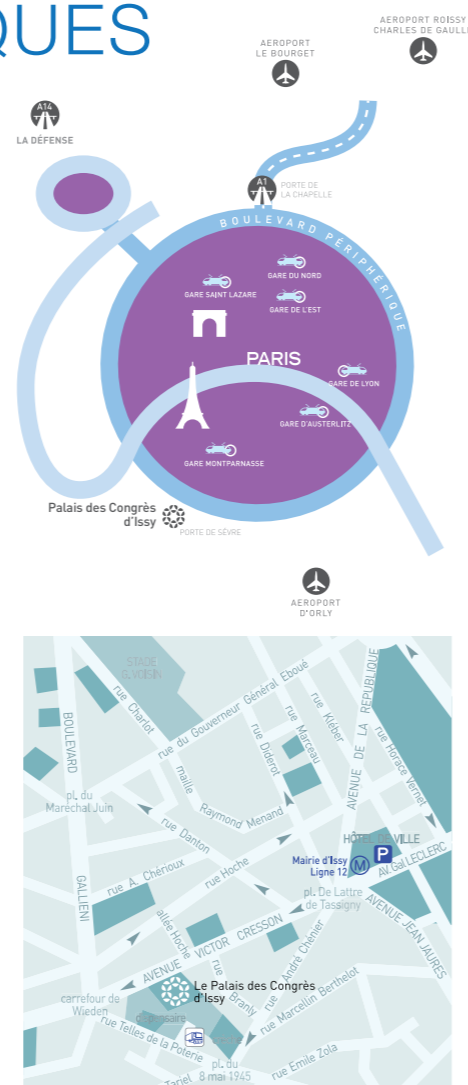 QUES
AEROPORT ROISSY
CHARLES DE GAULLE
AEROPORT
LE BOURGET
A14
LA DÉFENSE
A1
PORTE DE
LA CHAPELLE
BOULEVARD PÉRIPHÉRIQUE
GARE DU NORD
GARE SAINT LAZARE
GARE DE L'EST
PARIS
GARE DE LYON
GARE D'AUSTERLITZ
GARE MONTPARNASSE
Palais des Congrès
d'Issy
PORTE DE SÈVRE
AEROPORT
D'ORLY
STADE
G. VOISIN
rue Charlot
rue du Gouverneur Général Eboué
BOULEVARD
rue Diderot
rue Marceau
rue Kléber
AVENUE DE LA REPUBLIQUE
rue Horace Vernet
maille
pl. du
Maréchal Juin
Raymond Menand
rue Danton
HÔTEL DE VILLE
P
Mairie d'Issy
Ligne 12
M
AV. Gal LECLERC
rue A. Chérioux
rue Hoche
GALLIENI
pl. De Lattre
de Tassigny
allée Hoche
AVENUE VICTOR CRESSON
rue André Chénier
AVENUE JEAN JAURES
Le Palais des Congrès
d'Issy
rue Branly
carrefour de
Wieden
rue Marcellin Berthelot
rue Telles de la Poterie
pl. du
8 mai 1945
rue Emile Zola
Tariel